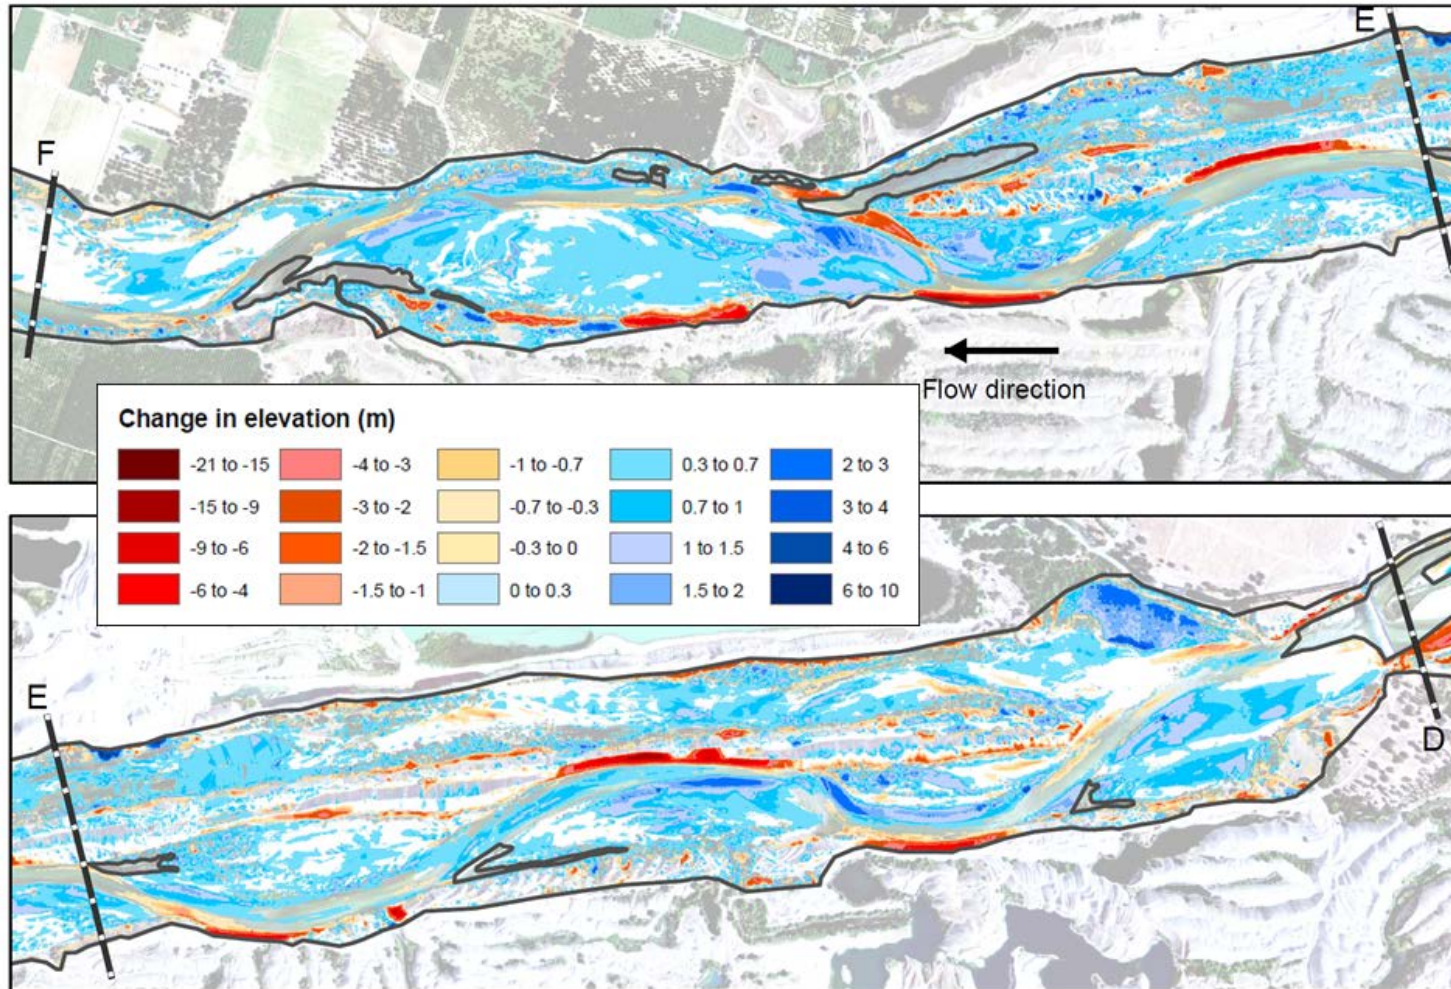 E
F
Flow direction
Change in elevation (m)
-21 to -15
-4 to -3
-1 to -0.7
0.3 to 0.7
2 to 3
-15 to -9
-3 to -2
-0.7 to -0.3
0.7 to 1
3 to 4
-9 to -6
-2 to -1.5
-0.3 to 0
1 to 1.5
4 to 6
-6 to -4
-1.5 to -1
0 to 0.3
1.5 to 2
6 to 10
E
D